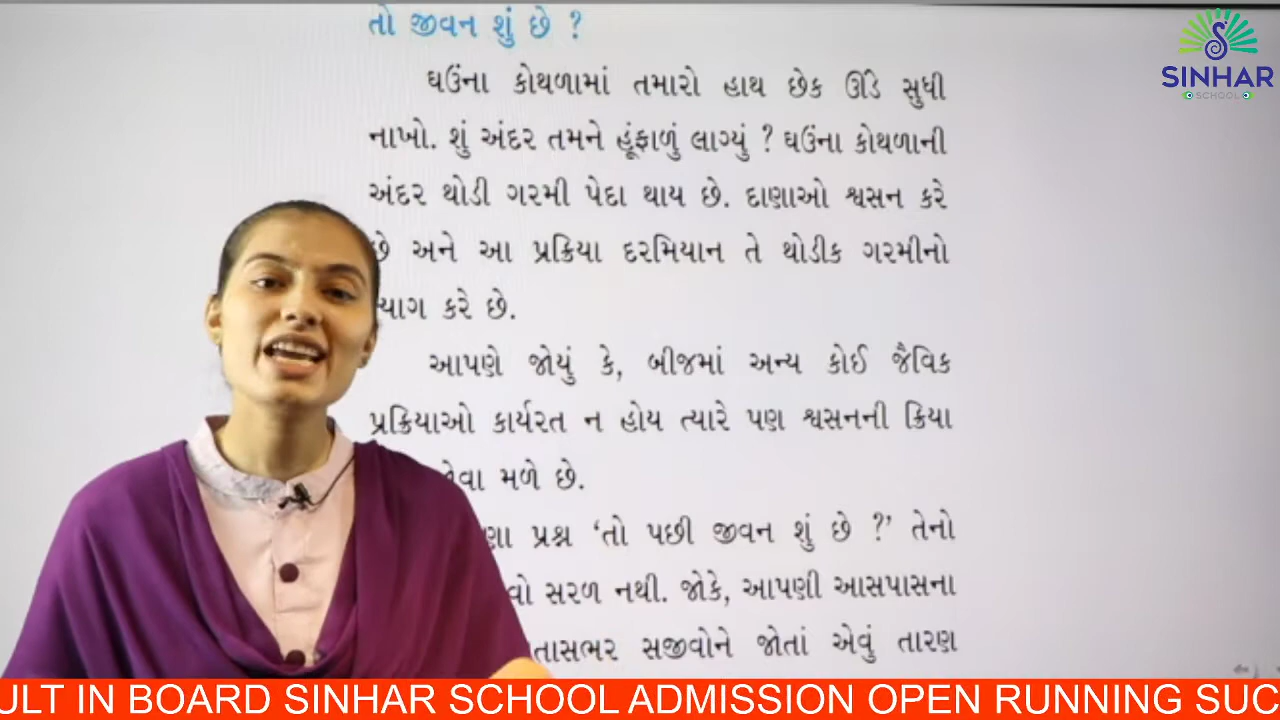 તો જીવન શું છે ?
ઘઉંના કોથળામાં તમારો હાથ છેક ઊંડે સુધી
નાખો. શું અંદર તમને હૂંફાળું લાગ્યું ? ઘઉંના કોથળાની
અંદર થોડી ગરમી પેદા થાય છે. દાણાઓ શ્વસન કરે
છે અને આ પ્રક્રિયા દરમિયાન તે થોડીક ગરમીનો
કરે છે.
આપણે જોયું કે, બીજમાં અન્ય કોઈ જૈવિક
પ્રક્રિયાઓ કાર્યરત ન હોય ત્યારે પણ શ્વસનની ક્રિયા
મળે છે.
પ્રશ્ન ‘તો પછી જીવન શું છે ?’ તેનો
સરળ નથી. જોકે, આપણી આસપાસના
સજીવોને જોતાં એવું તારણ
SINHAR
SCHOOL
ULT IN BOARD SINHAR SCHOOL ADMISSION OPEN RUNNING SUC